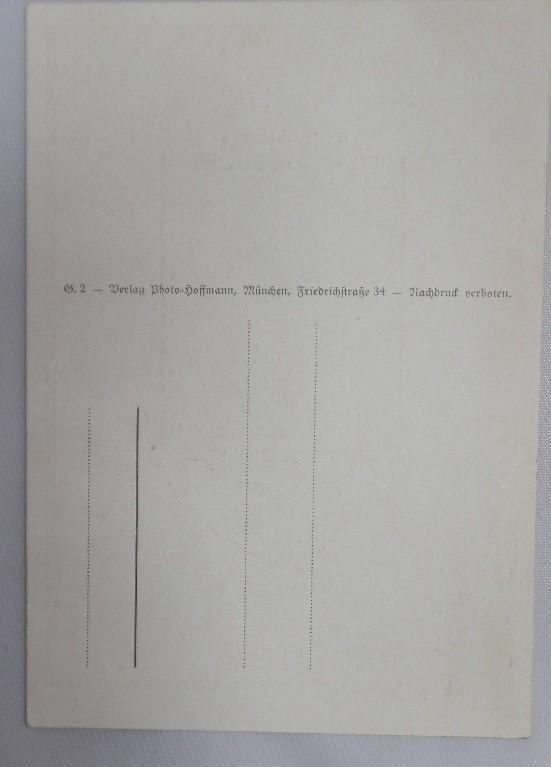 G. 2 — Verlag Photo-Hoffmann, München, Friedrichstraße 34 — Nachdruck verboten.